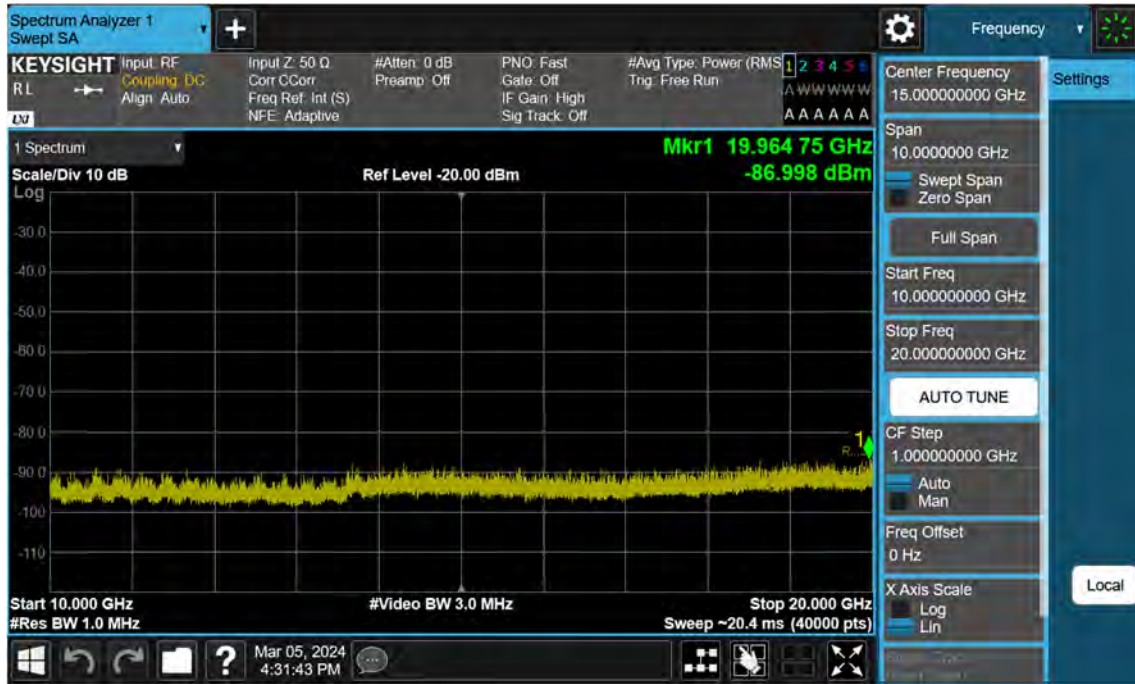 Spectrum Analyzer 1
Swept SA
Frequency
KEYSIGHT
R L
LXI
Input: RF
Coupling: DC
Align: Auto
Input Z: 50 Ω
Corr CCorr
Freq Ref: Int (S)
NFE: Adaptive
#Atten: 0 dB
Preamp: Off
PNO: Fast
Gate: Off
IF Gain: High
Sig Track: Off
#Avg Type: Power (RMS
Trig: Free Run
1 2 3 4 5 6
A W W W W W
A A A A A A
1 Spectrum
Scale/Div 10 dB
Ref Level -20.00 dBm
Mkr1 19.964 75 GHz
-86.998 dBm
Log
-30.0
-40.0
-50.0
-60.0
-70.0
-80.0
-90.0
-100
-110
1
Start 10.000 GHz
#Res BW 1.0 MHz
#Video BW 3.0 MHz
Stop 20.000 GHz
Sweep ~20.4 ms (40000 pts)
Mar 05, 2024
4:31:43 PM
Center Frequency
15.000000000 GHz
Span
10.0000000 GHz
Swept Span
Zero Span
Full Span
Start Freq
10.000000000 GHz
Stop Freq
20.000000000 GHz
AUTO TUNE
CF Step
1.000000000 GHz
Auto
Man
Freq Offset
0 Hz
X Axis Scale
Log
Lin
Settings
Local